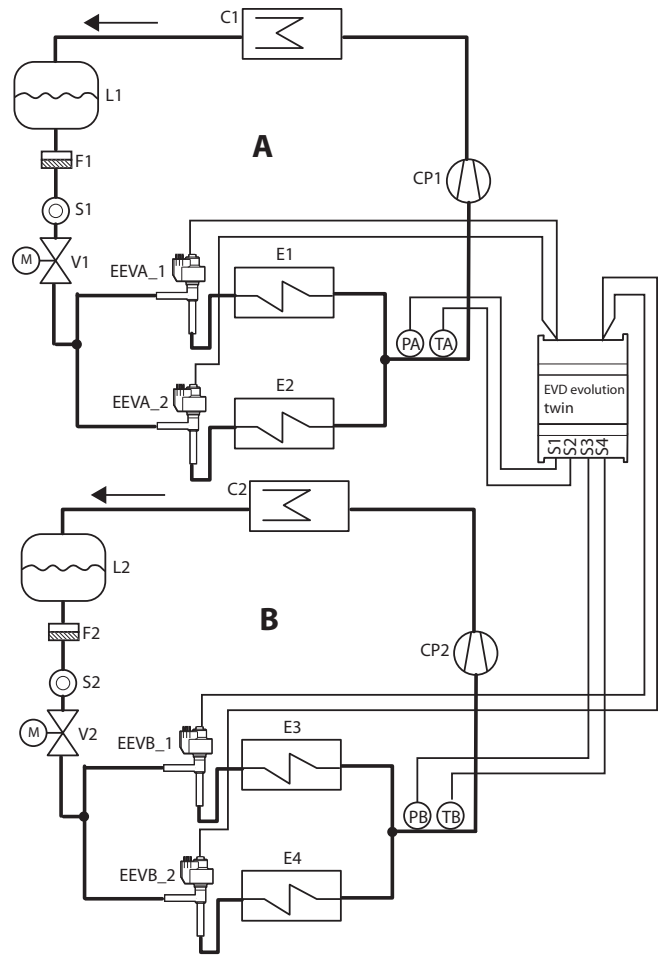 C1
L1
A
F1
CP1
S1
M
V1
EEVA_1
E1
PA
TA
EEVA_2
E2
EVD evolution
twin
S1
S2
S3
S4
C2
L2
B
F2
CP2
S2
M
V2
EEVB_1
E3
PB
TB
EEVB_2
E4